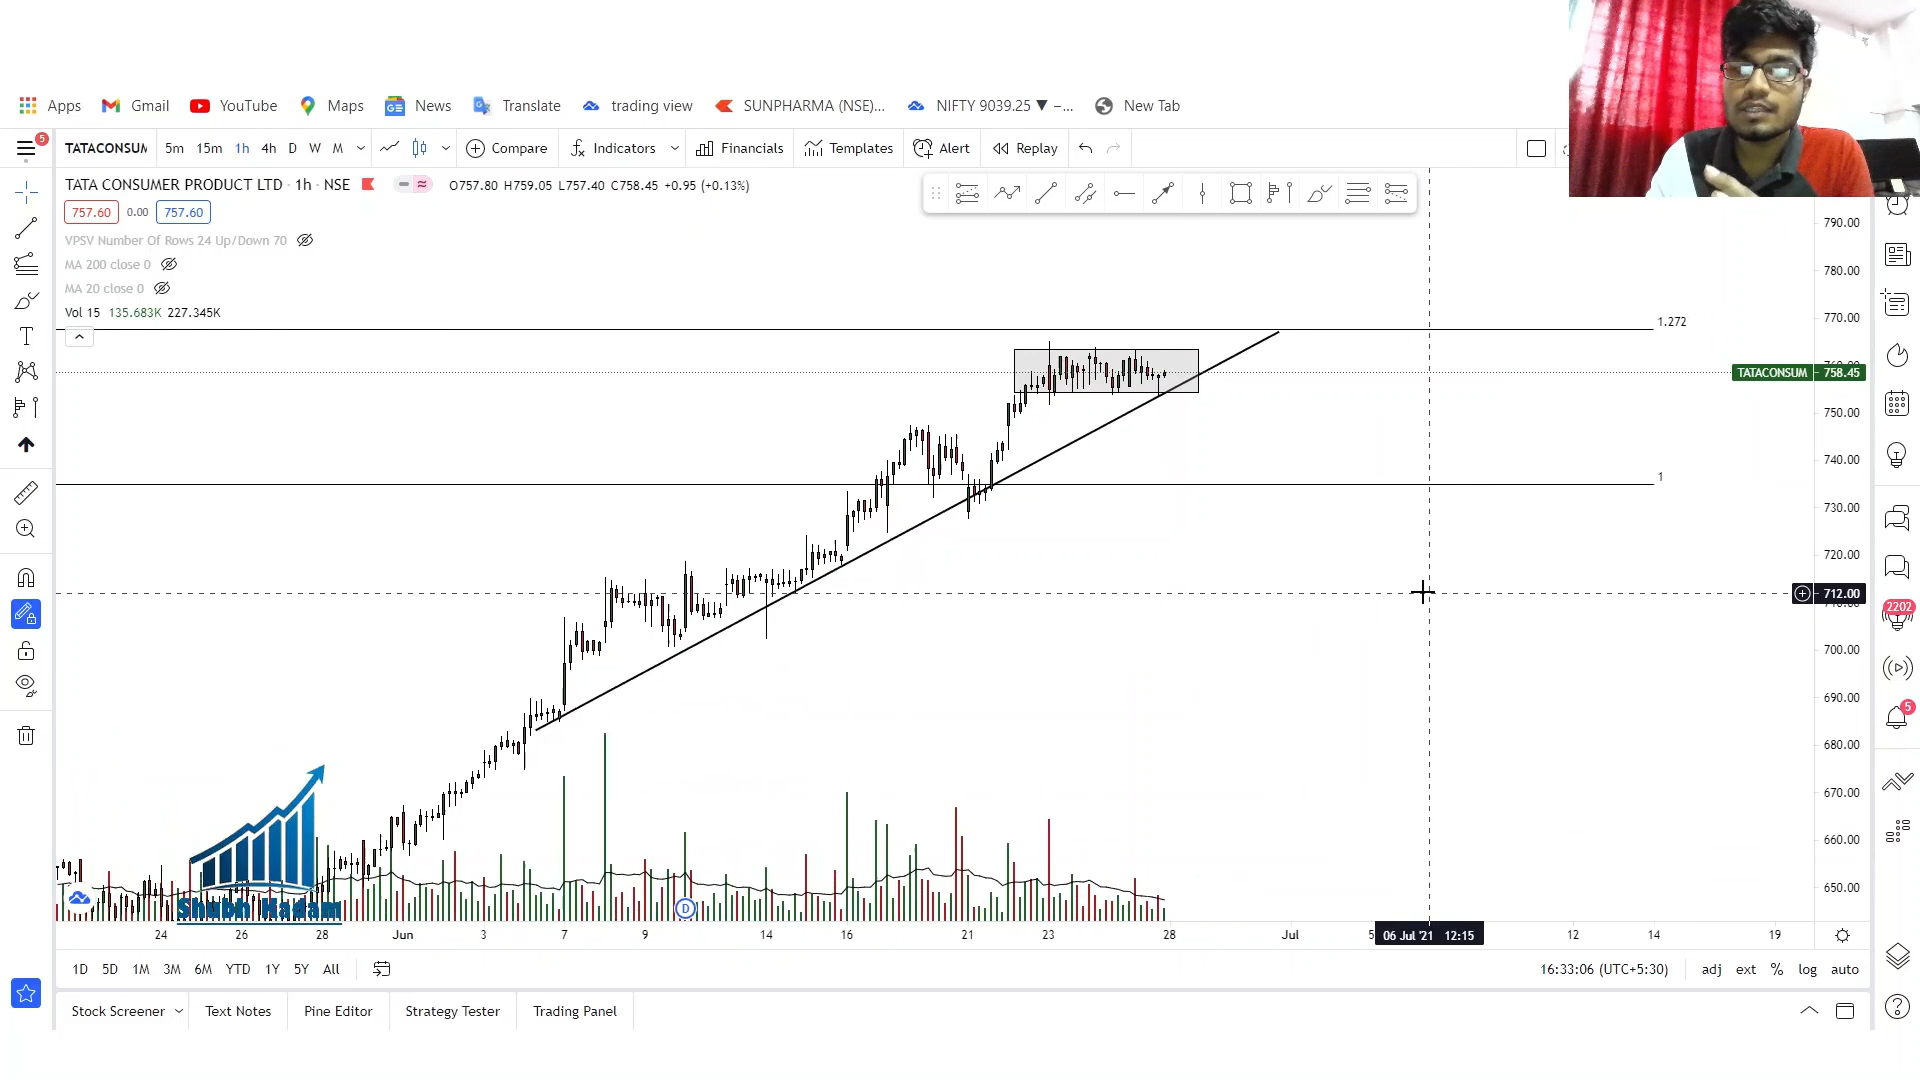 Apps Gmail YouTube Maps News Translate trading view SUNPHARMA (NSE)... NIFTY 9039.25 ▼ −... New Tab
5
TATACONSUM 5m 15m 1h 4h D W M Compare Indicators Financials Templates Alert Replay
TATA CONSUMER PRODUCT LTD · 1h · NSE O757.80 H759.05 L757.40 C758.45 +0.95 (+0.13%)
757.60 0.00 757.60
VPSV Number Of Rows 24 Up/Down 70
MA 200 close 0
MA 20 close 0
Vol 15 135.683K 227.345K
790.00
780.00
770.00
1.272
TATACONSUM 758.45
750.00
740.00
1
730.00
720.00
712.00
2202
700.00
690.00
5
680.00
670.00
660.00
650.00
Shubh Kadam
D
24 26 28 Jun 3 7 9 14 16 21 23 28 Jul 5 06 Jul '21 12:15 12 14 19
1D 5D 1M 3M 6M YTD 1Y 5Y All 16:33:06 (UTC+5:30) adj ext % log auto
Stock Screener Text Notes Pine Editor Strategy Tester Trading Panel